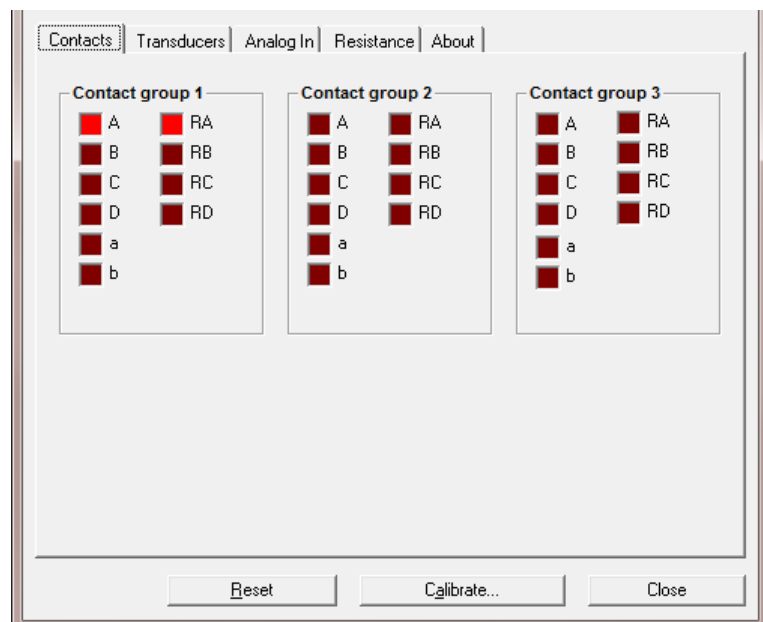 Contacts Transducers Analog In Resistance About
Contact group 1 Contact group 2 Contact group 3
A RA A RA A RA
B RB B RB B RB
C RC C RC C RC
D RD D RD D RD
a a a
b b b
Reset Calibrate... Close